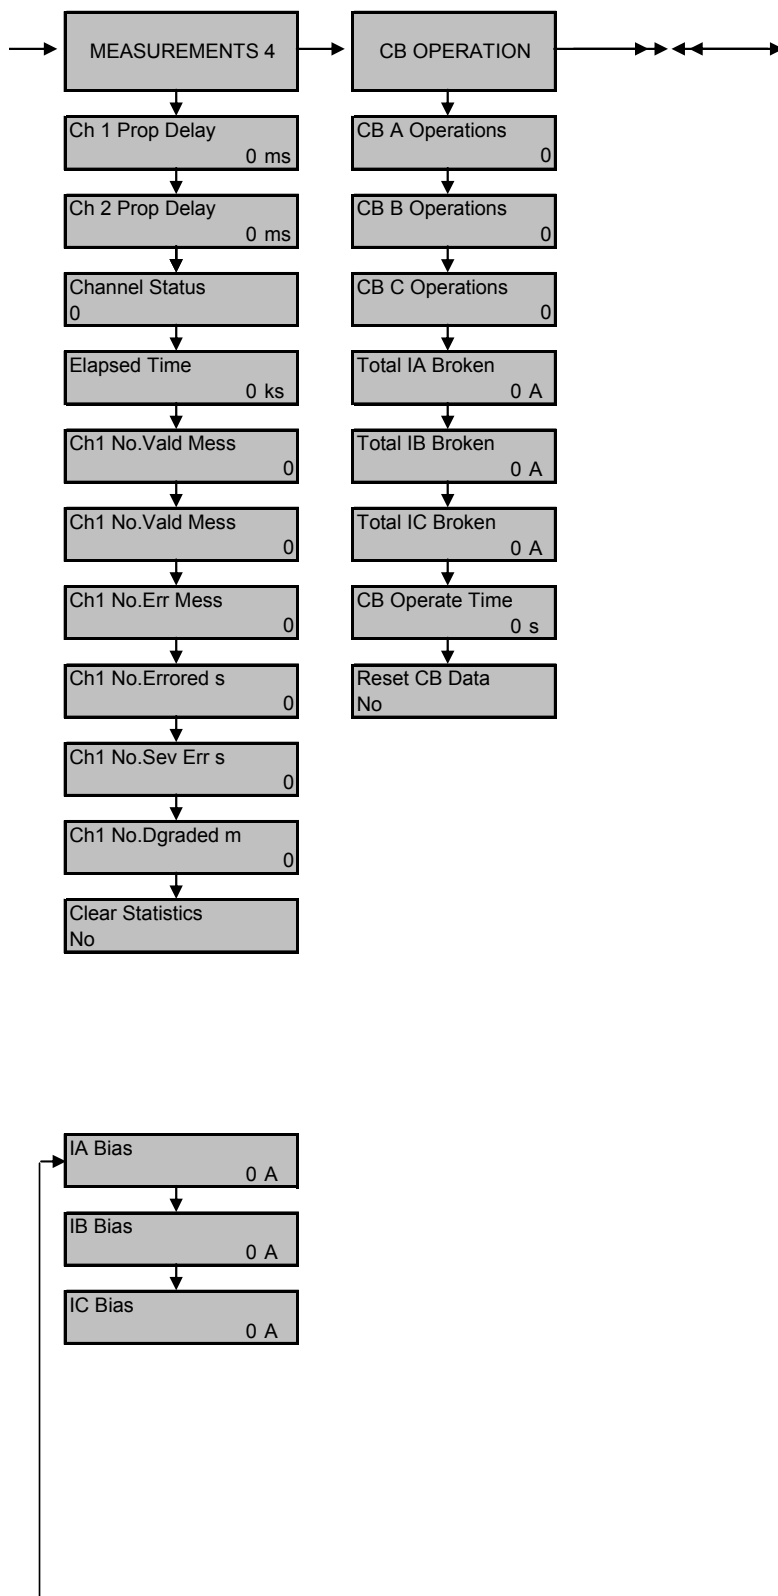 MEASUREMENTS 4
Ch 1 Prop Delay
0 ms
Ch 2 Prop Delay
0 ms
Channel Status
0
Elapsed Time
0 ks
Ch1 No.Vald Mess
0
Ch1 No.Vald Mess
0
Ch1 No.Err Mess
0
Ch1 No.Errored s
0
Ch1 No.Sev Err s
0
Ch1 No.Dgraded m
0
Clear Statistics
No
CB OPERATION
CB A Operations
0
CB B Operations
0
CB C Operations
0
Total IA Broken
0 A
Total IB Broken
0 A
Total IC Broken
0 A
CB Operate Time
0 s
Reset CB Data
No
IA Bias
0 A
IB Bias
0 A
IC Bias
0 A